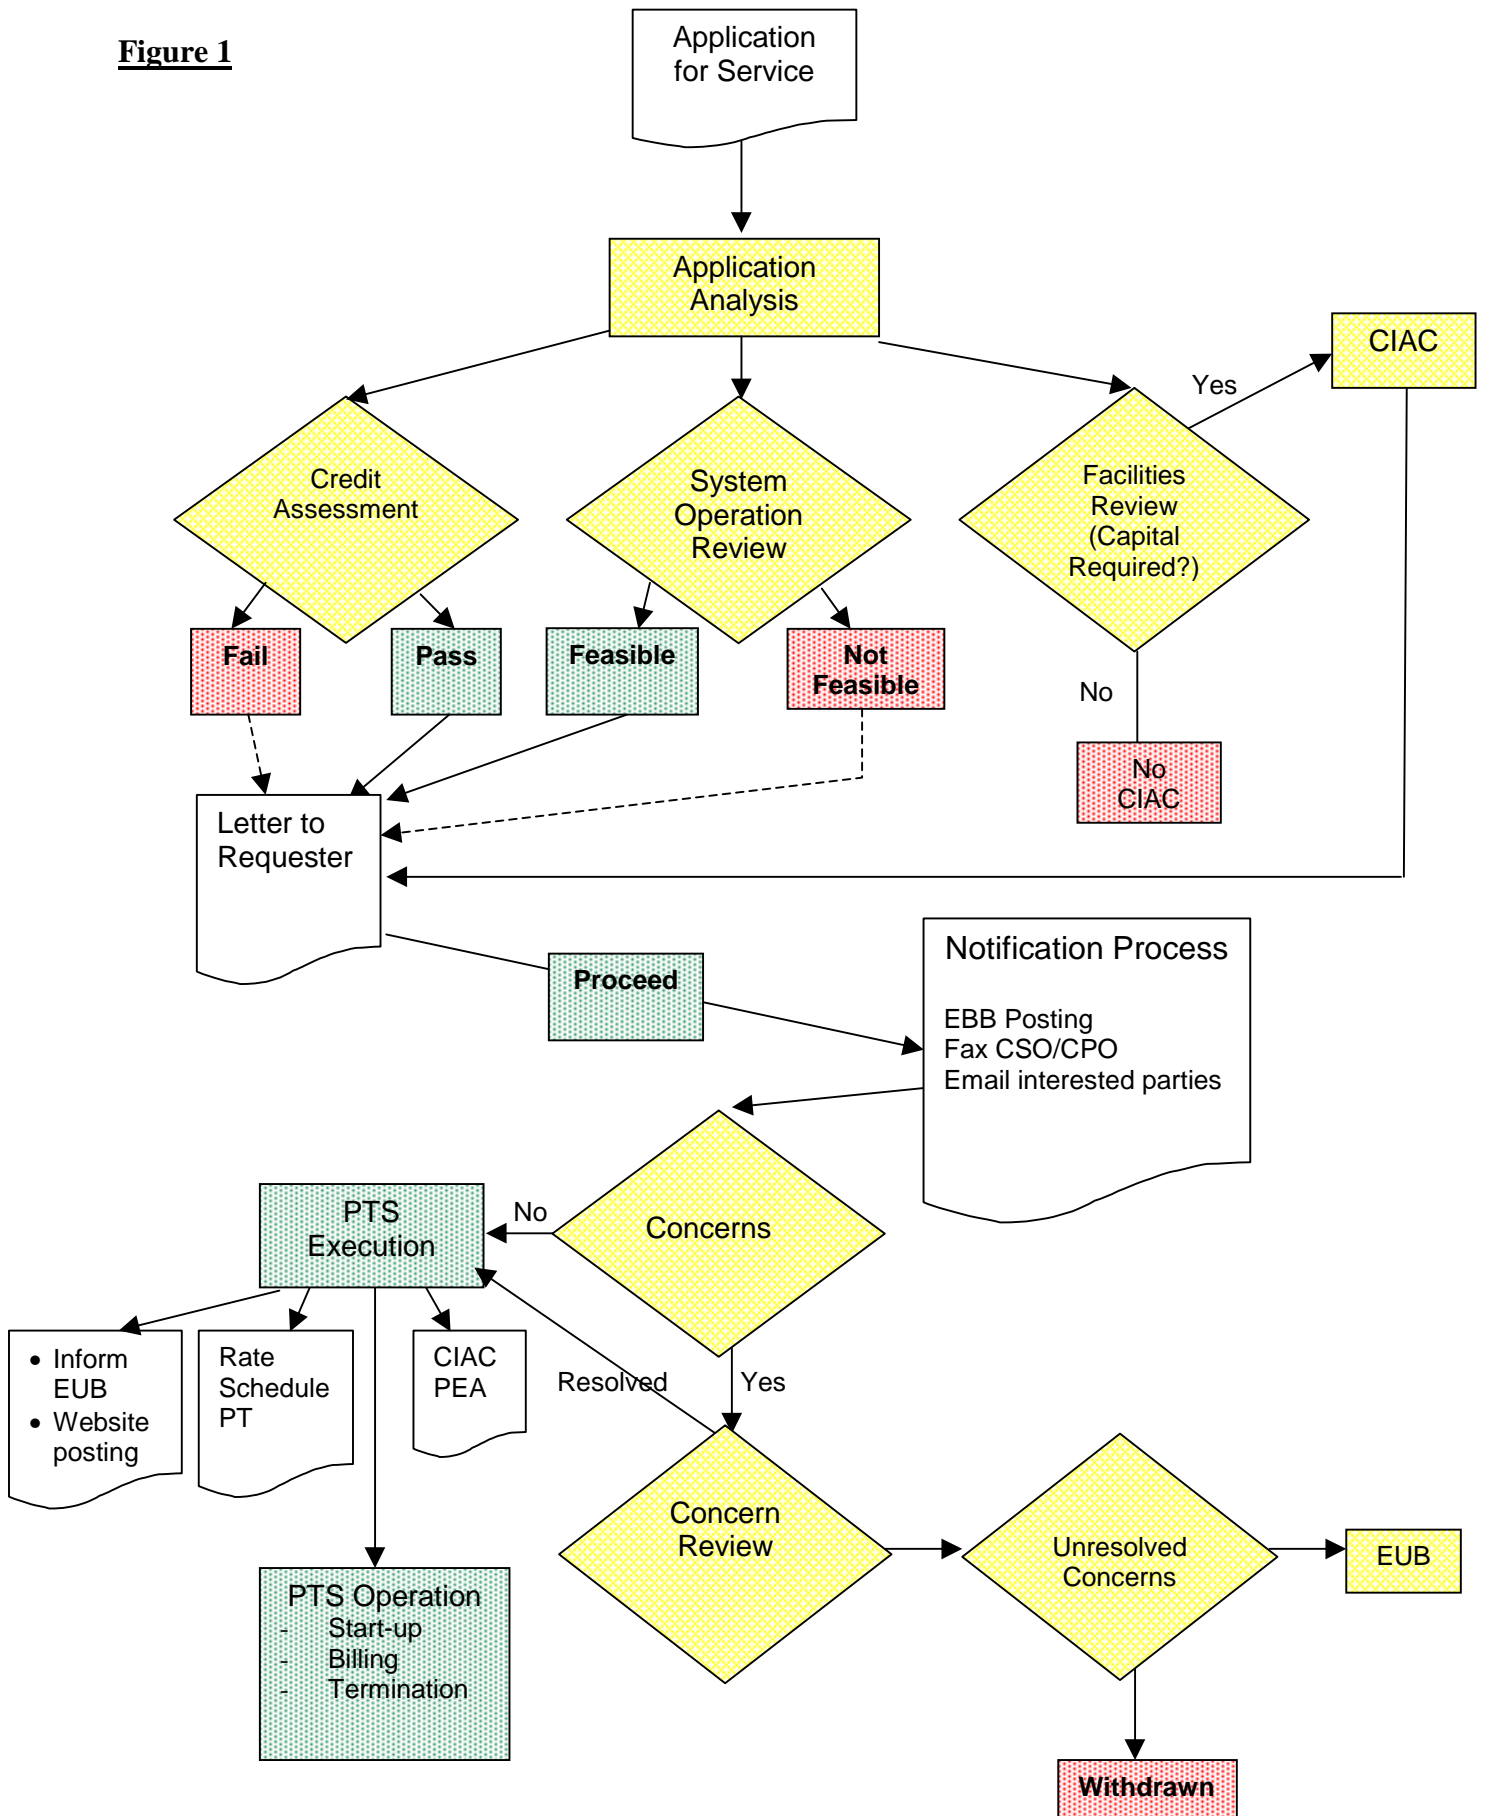 Figure 1
Application
for Service
Application
Analysis
CIAC
Yes
Credit
Assessment
System
Operation
Review
Facilities
Review
(Capital
Required?)
Fail
Pass
Feasible
Not
Feasible
No
No
CIAC
Letter to
Requester
Proceed
Notification Process
EBB Posting
Fax CSO/CPO
Email interested parties
PTS
Execution
No
Concerns
• Inform
EUB
• Website
posting
Rate
Schedule
PT
CIAC
PEA
Resolved
Yes
Concern
Review
Unresolved
Concerns
EUB
PTS Operation
- Start-up
- Billing
- Termination
Withdrawn